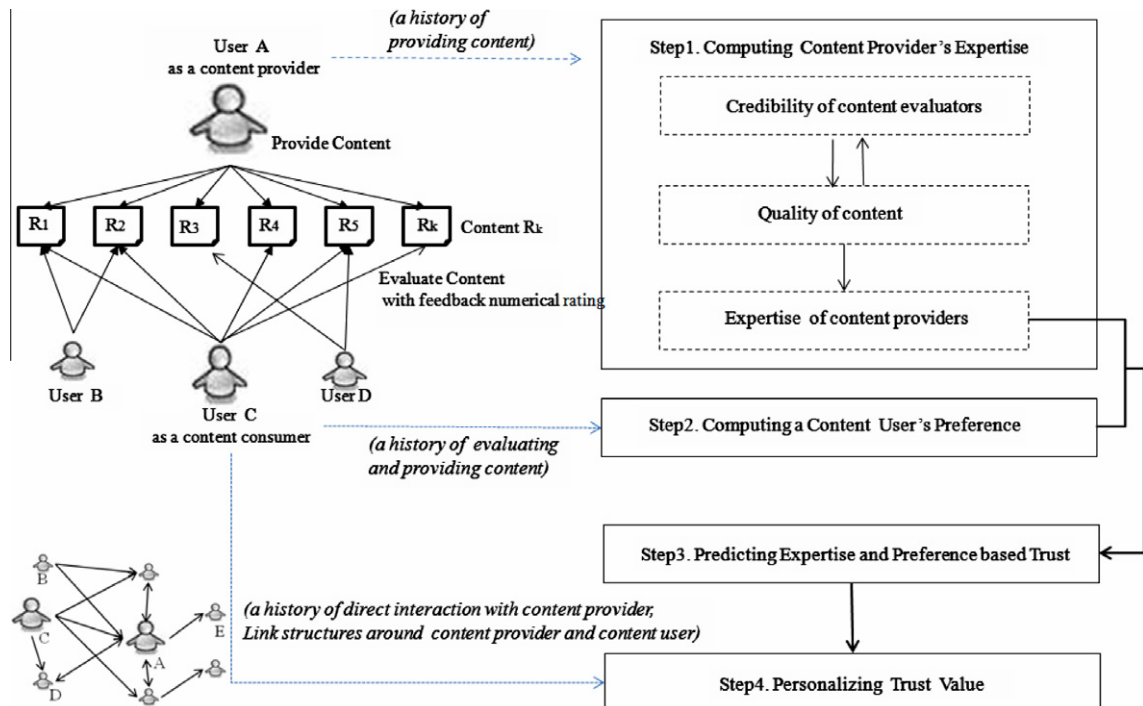 User A
as a content provider
(a history of
providing content)
Provide Content
R1
R2
R3
R4
R5
Rk
Content Rk
Evaluate Content
with feedback numerical rating
User B
User C
as a content consumer
User D
(a history of evaluating
and providing content)
B
C
D
A
E
(a history of direct interaction with content provider,
Link structures around content provider and content user)
Step1. Computing Content Provider's Expertise
Credibility of content evaluators
Quality of content
Expertise of content providers
Step2. Computing a Content User's Preference
Step3. Predicting Expertise and Preference based Trust
Step4. Personalizing Trust Value